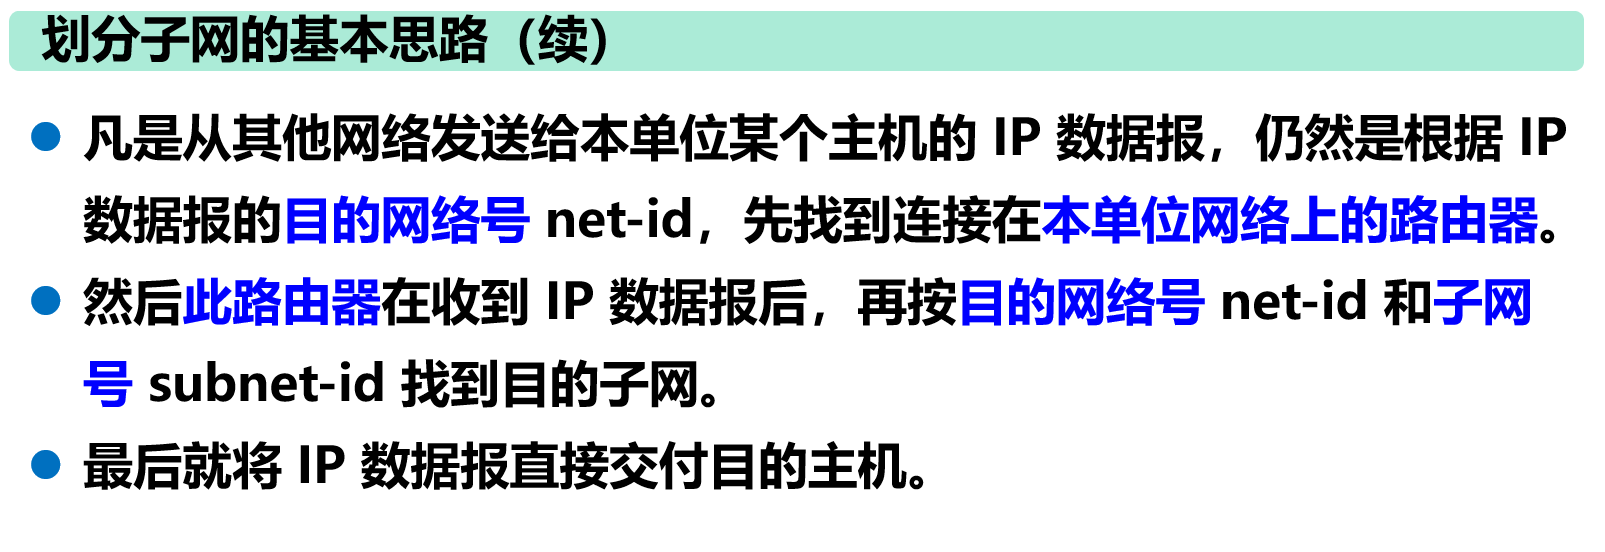 划分子网的基本思路（续）
凡是从其他网络发送给本单位某个主机的 IP 数据报，仍然是根据 IP
数据报的目的网络号 net-id，先找到连接在本单位网络上的路由器。
然后此路由器在收到 IP 数据报后，再按目的网络号 net-id 和子网
号 subnet-id 找到目的子网。
最后就将 IP 数据报直接交付目的主机。